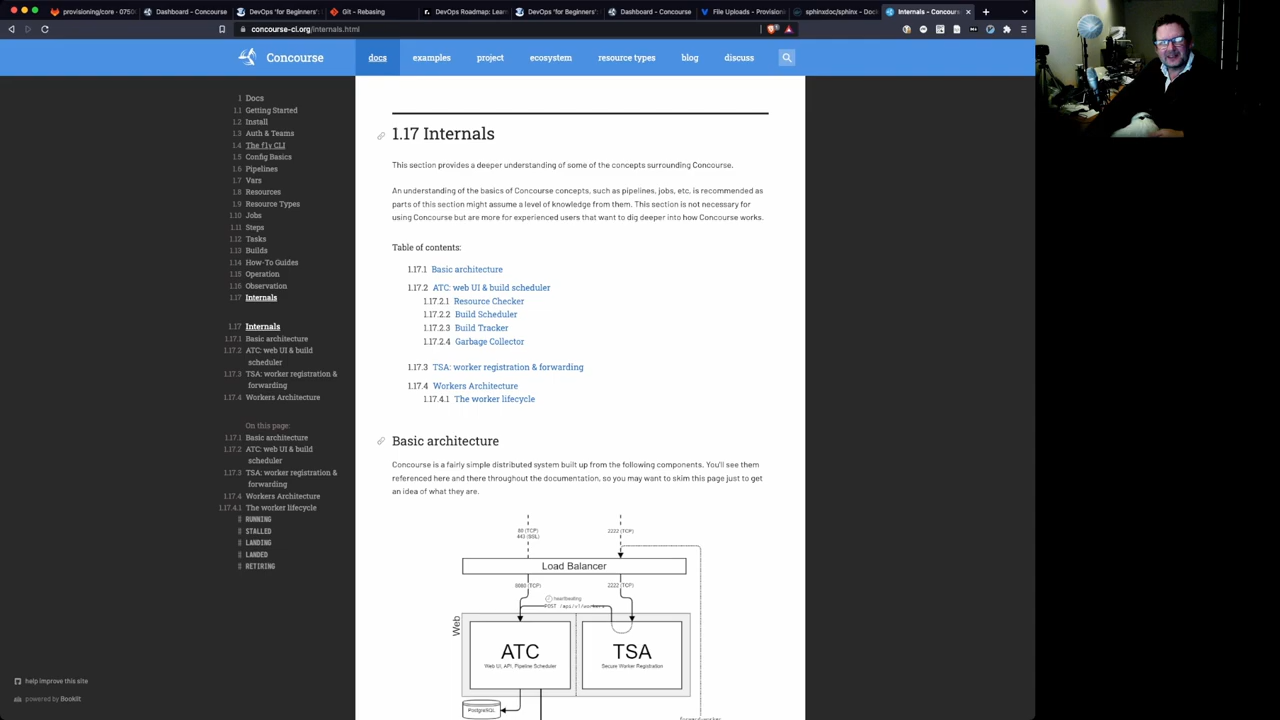 provisioning/core - 0750
Dashboard - Concourse
DevOps 'for Beginners':
Git - Rebasing
DevOps Roadmap: Lear
DevOps 'for Beginners':
Dashboard - Concourse
File Uploads - Provision
sphinxdoc/sphinx - Doc
Internals - Concours
concourse-ci.org/internals.html
Concourse
docs
examples
project
ecosystem
resource types
blog
discuss
1 Docs
1.1 Getting Started
1.2 Install
1.3 Auth & Teams
1.4 The fly CLI
1.5 Config Basics
1.6 Pipelines
1.7 Vars
1.8 Resources
1.9 Resource Types
1.10 Jobs
1.11 Steps
1.12 Tasks
1.13 Builds
1.14 How-To Guides
1.15 Operation
1.16 Observation
1.17 Internals
1.17 Internals
1.17.1 Basic architecture
1.17.2 ATC: web UI & build
scheduler
1.17.3 TSA: worker registration &
forwarding
1.17.4 Workers Architecture
On this page:
1.17.1 Basic architecture
1.17.2 ATC: web UI & build
scheduler
1.17.3 TSA: worker registration &
forwarding
1.17.4 Workers Architecture
1.17.4.1 The worker lifecycle
RUNNING
STALLED
LANDING
LANDED
RETIRING
help improve this site
powered by Booklit
1.17 Internals
This section provides a deeper understanding of some of the concepts surrounding Concourse.
An understanding of the basics of Concourse concepts, such as pipelines, jobs, etc, is recommended as
parts of this section might assume a level of knowledge from them. This section is not necessary for
using Concourse but are more for experienced users that want to dig deeper into how Concourse works.
Table of contents:
1.17.1 Basic architecture
1.17.2 ATC: web UI & build scheduler
1.17.2.1 Resource Checker
1.17.2.2 Build Scheduler
1.17.2.3 Build Tracker
1.17.2.4 Garbage Collector
1.17.3 TSA: worker registration & forwarding
1.17.4 Workers Architecture
1.17.4.1 The worker lifecycle
Basic architecture
Concourse is a fairly simple distributed system built up from the following components. You'll see them
referenced here and there throughout the documentation, so you may want to skim this page just to get
an idea of what they are.
80 (TCP)
443 (SSL)
2222 (TCP)
Load Balancer
8080 (TCP)
2222 (TCP)
heartbeating
POST /api/v1/workers
Web
ATC
Web UI, API, Pipeline Scheduler
TSA
Secure Worker Registration
PostgreSQL